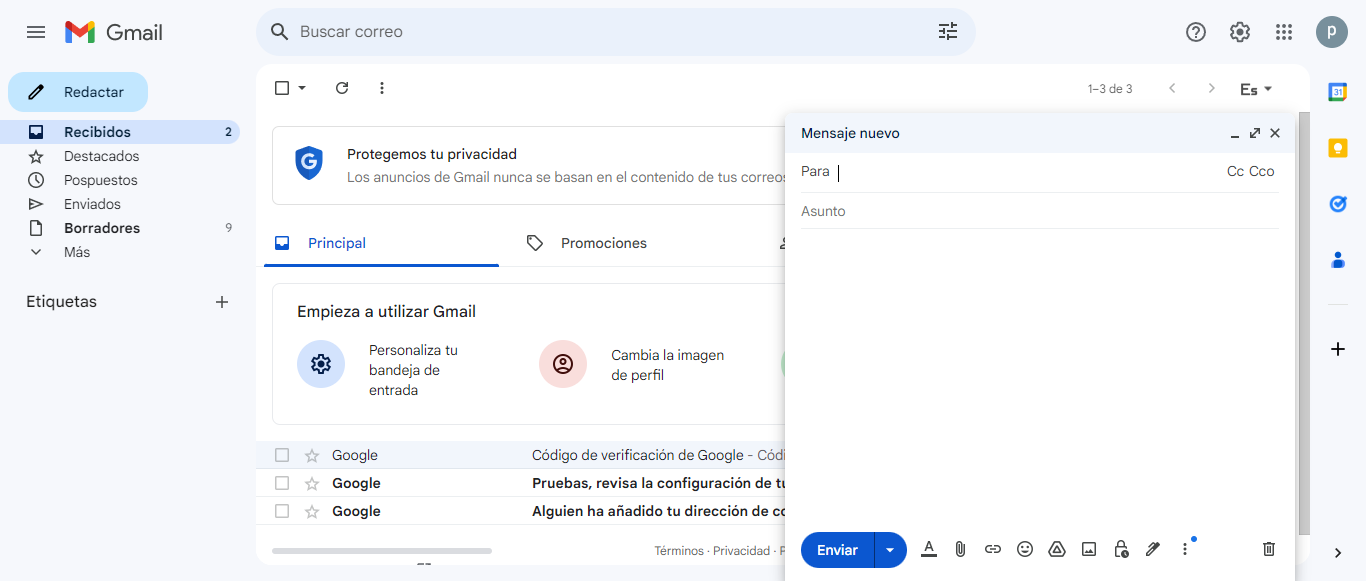 Gmail
Buscar correo
P
Redactar
1–3 de 3
Es
31
Recibidos 2
Destacados
Pospuestos
Enviados
Borradores 9
Más
Etiquetas
Protegemos tu privacidad
Los anuncios de Gmail nunca se basan en el contenido de tus correos
Principal
Promociones
Empieza a utilizar Gmail
Personaliza tu
bandeja de
entrada
Cambia la imagen
de perfil
Google Código de verificación de Google - Códi
Google Pruebas, revisa la configuración de tu
Google Alguien ha añadido tu dirección de co
Términos · Privacidad · P
Mensaje nuevo
Para Cc Cco
Asunto
Enviar